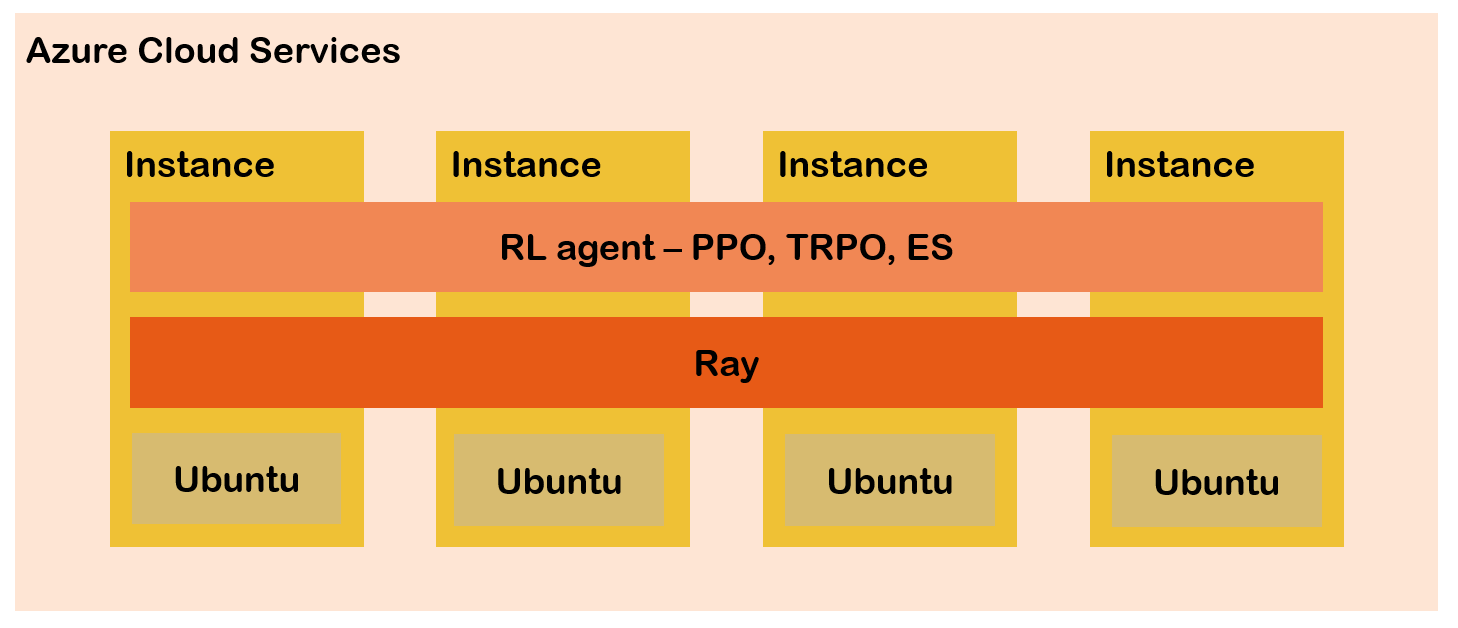 Azure Cloud Services
Instance Instance Instance Instance
RL agent – PPO, TRPO, ES
Ray
Ubuntu Ubuntu Ubuntu Ubuntu